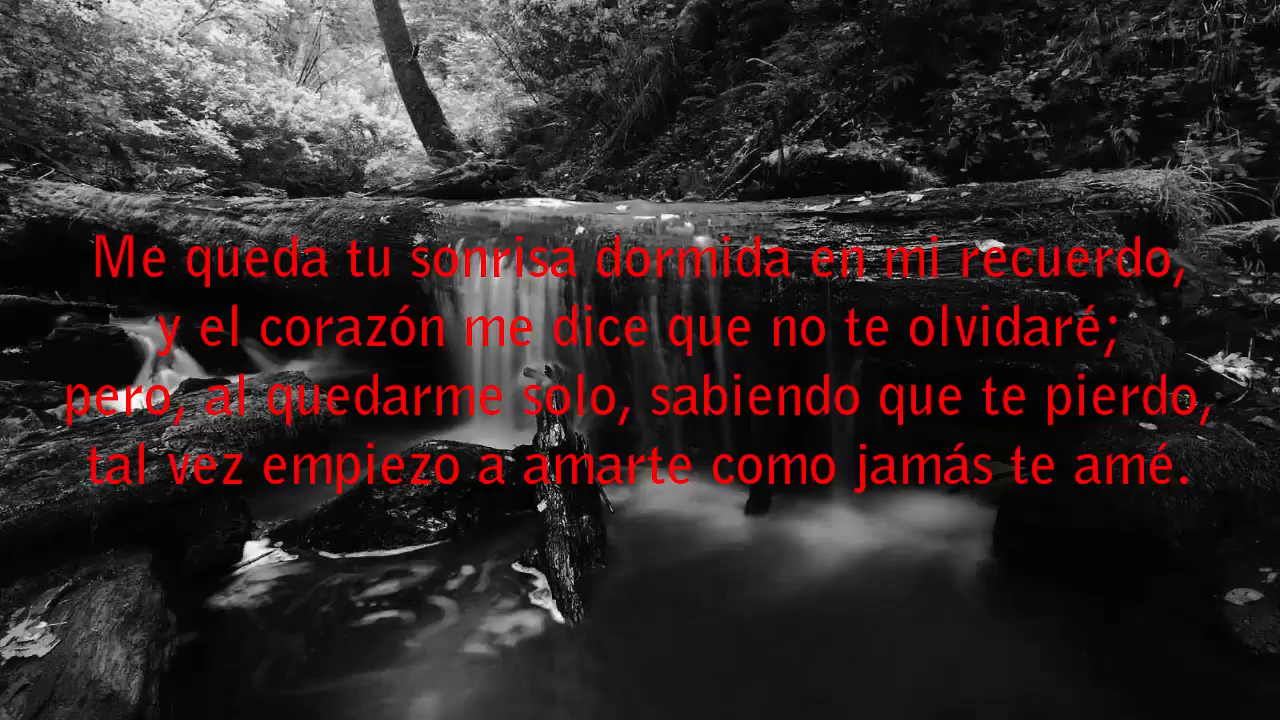 Me queda tu sonrisa dormida en mi recuerdo,
y el corazón me dice que no te olvidaré;
pero, al quedarme solo, sabiendo que te pierdo,
tal vez empiezo a amarte como jamás te amé.